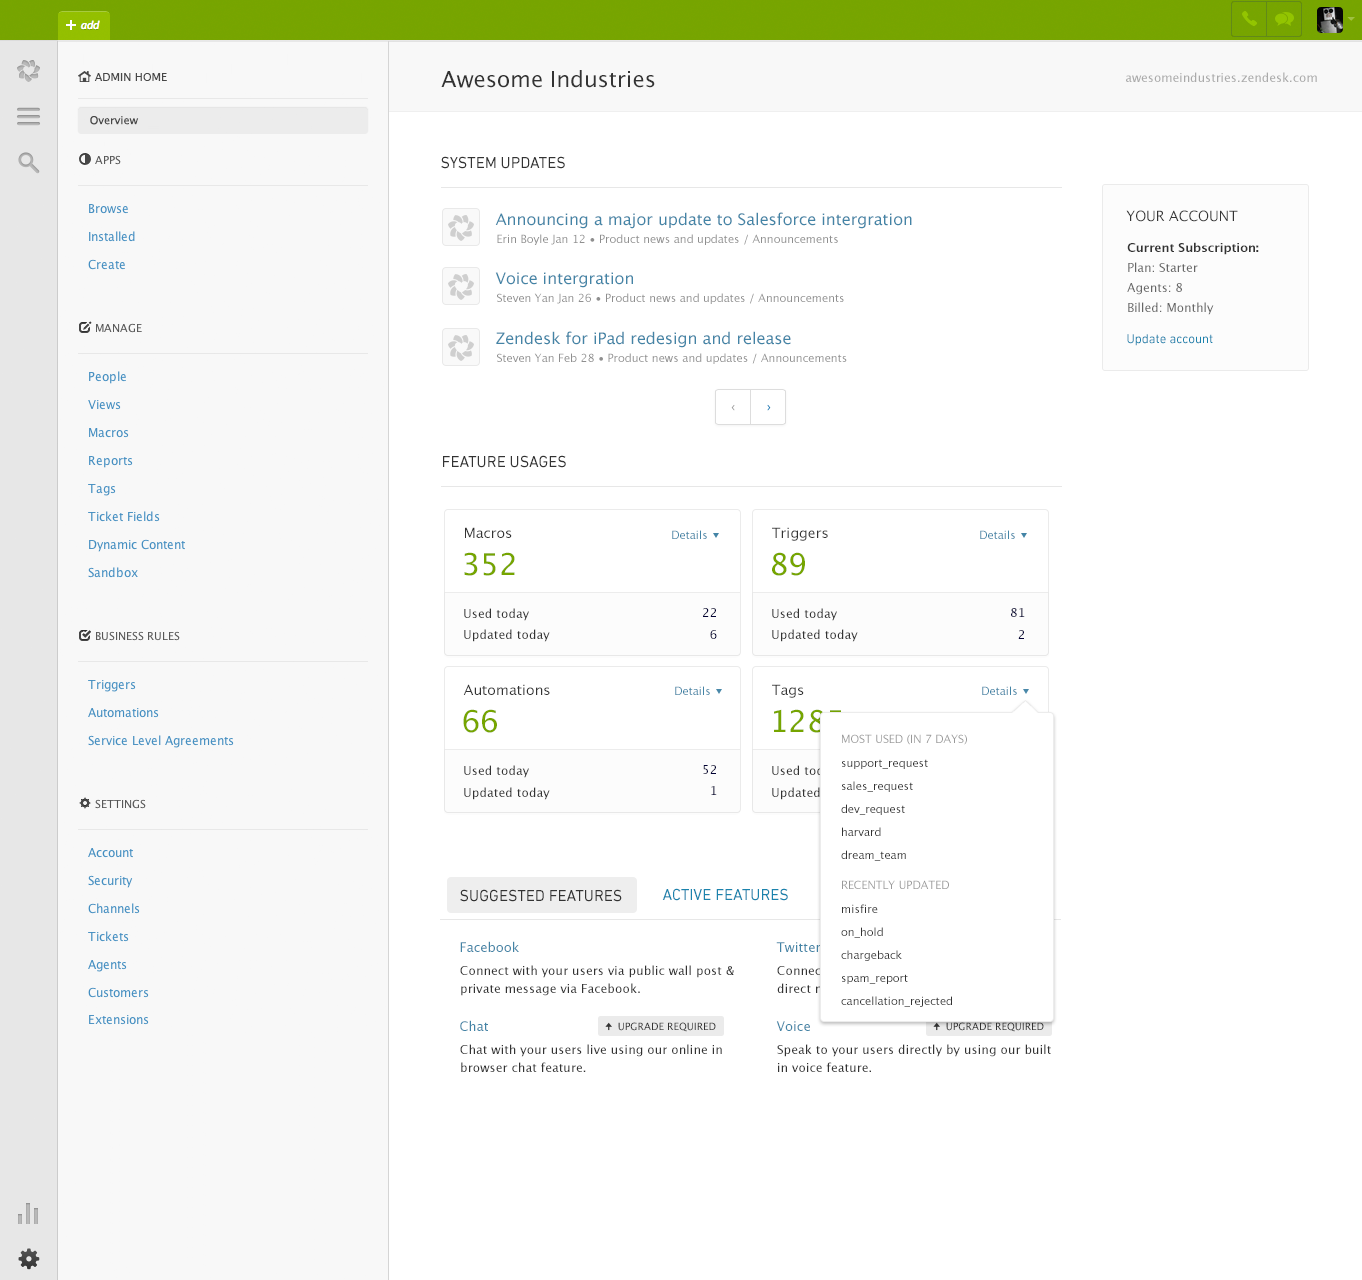 add
ADMIN HOME
Overview
APPS
Browse
Installed
Create
MANAGE
People
Views
Macros
Reports
Tags
Ticket Fields
Dynamic Content
Sandbox
BUSINESS RULES
Triggers
Automations
Service Level Agreements
SETTINGS
Account
Security
Channels
Tickets
Agents
Customers
Extensions
Awesome Industries
awesomeindustries.zendesk.com
SYSTEM UPDATES
Announcing a major update to Salesforce intergration
Erin Boyle Jan 12 • Product news and updates / Announcements
Voice intergration
Steven Yan Jan 26 • Product news and updates / Announcements
Zendesk for iPad redesign and release
Steven Yan Feb 28 • Product news and updates / Announcements
‹ ›
YOUR ACCOUNT
Current Subscription:
Plan: Starter
Agents: 8
Billed: Monthly
Update account
FEATURE USAGES
Macros Details ▼
352
Used today 22
Updated today 6
Triggers Details ▼
89
Used today 81
Updated today 2
Automations Details ▼
66
Used today 52
Updated today 1
Tags Details ▼
Used
Updated
MOST USED (IN 7 DAYS)
support_request
sales_request
dev_request
harvard
dream_team
RECENTLY UPDATED
misfire
on_hold
chargeback
spam_report
cancellation_rejected
SUGGESTED FEATURES ACTIVE FEATURES
Facebook
Connect with your users via public wall post &
private message via Facebook.
Twitter
direct
Chat UPGRADE REQUIRED
Chat with your users live using our online in
browser chat feature.
Voice UPGRADE REQUIRED
Speak to your users directly by using our built
in voice feature.